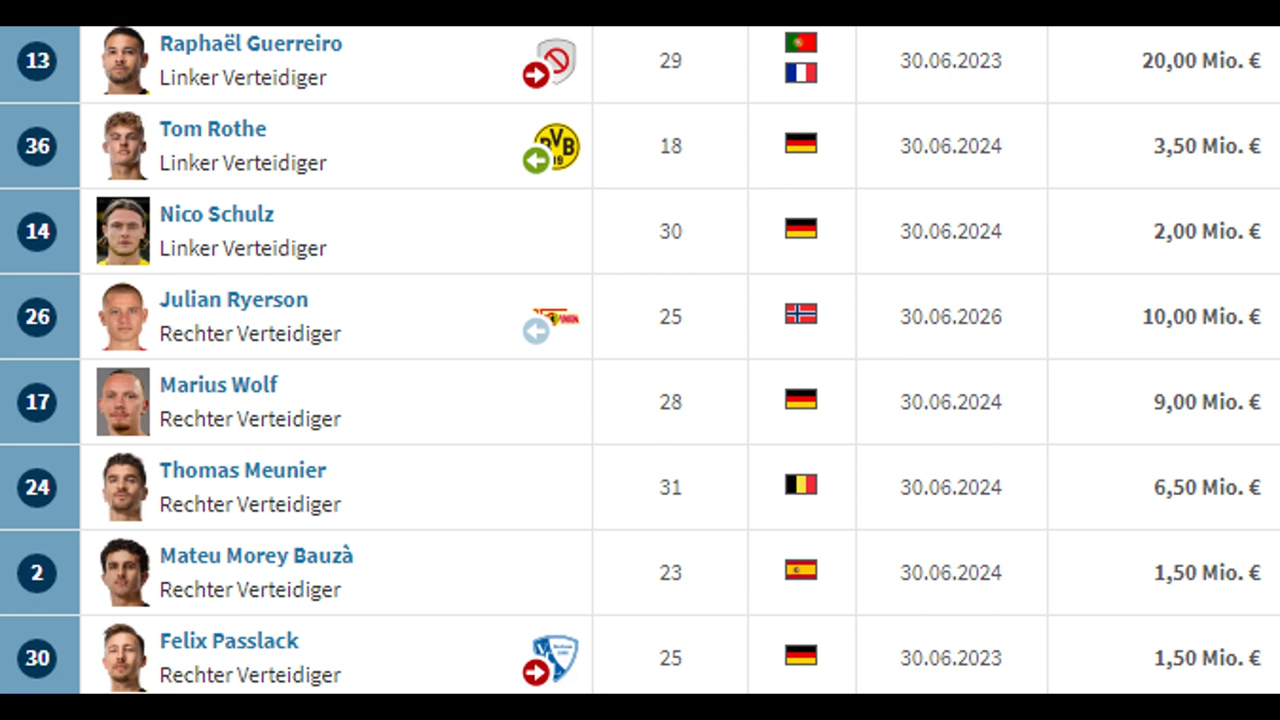 13 Raphaël Guerreiro 29 30.06.2023 20,00 Mio. €
Linker Verteidiger
36 Tom Rothe BVB 09 18 30.06.2024 3,50 Mio. €
Linker Verteidiger
14 Nico Schulz 30 30.06.2024 2,00 Mio. €
Linker Verteidiger
26 Julian Ryerson UNION 25 30.06.2026 10,00 Mio. €
Rechter Verteidiger
17 Marius Wolf 28 30.06.2024 9,00 Mio. €
Rechter Verteidiger
24 Thomas Meunier 31 30.06.2024 6,50 Mio. €
Rechter Verteidiger
2 Mateu Morey Bauzà 23 30.06.2024 1,50 Mio. €
Rechter Verteidiger
30 Felix Passlack 25 30.06.2023 1,50 Mio. €
Rechter Verteidiger